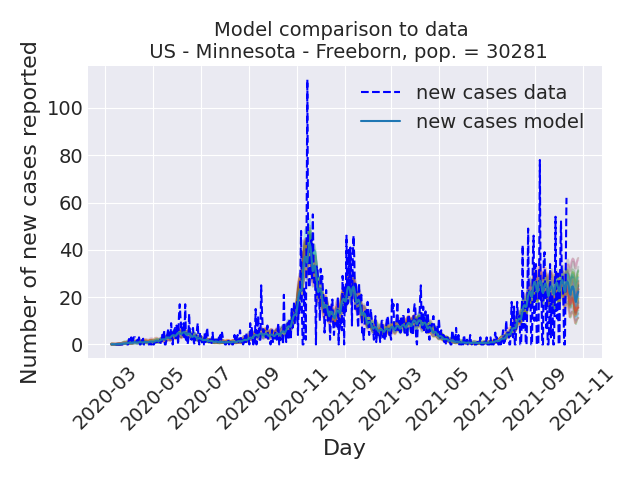 Model comparison to data
US - Minnesota - Freeborn, pop. = 30281
Number of new cases reported
100
80
60
40
20
0
new cases data
new cases model
2020-03
2020-05
2020-07
2020-09
2020-11
2021-01
2021-03
2021-05
2021-07
2021-09
2021-11
Day